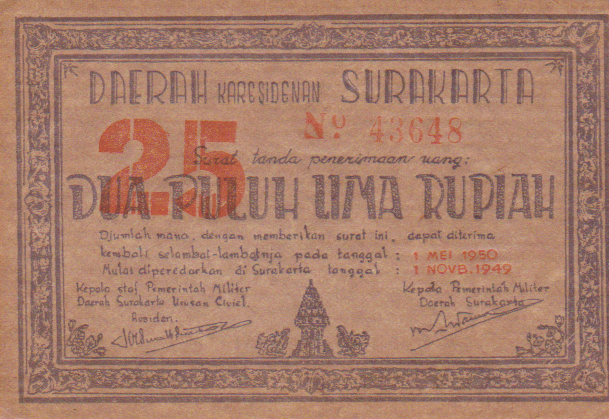 DAERAH KARESIDENAN SURAKARTA
25
Nº 43648
Surat tanda penerimaan uang:
DUA PULUH LIMA RUPIAH
Djumlah mana, dengan memberikan surat ini, dapat diterima
kembali selambat-lambatnja pada tanggal : 1 MEI 1950
Mulai diperedarkan di Surakarta tanggal : 1 NOVB. 1949
Kepala staf Pemerintah Militer
Daerah Surakarta Urusan Civiel.
Residen.
Kepala Pemerintah Militer
Daerah Surakarta